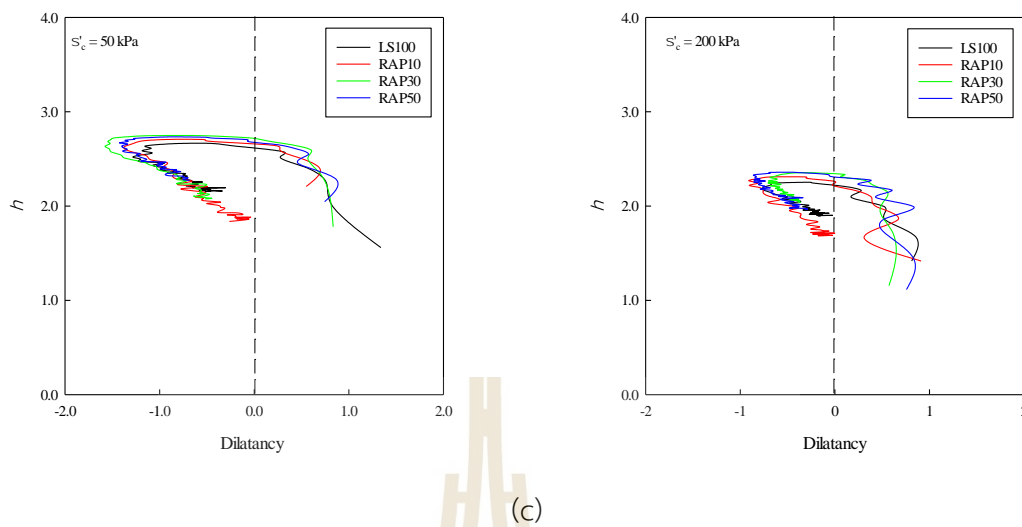 4.0
3.0
2.0
1.0
0.0
h
s'c = 50 kPa
LS100
RAP10
RAP30
RAP50
-2.0 -1.0 0.0 1.0 2.0
Dilatancy
4.0
3.0
2.0
1.0
0.0
h
s'c = 200 kPa
LS100
RAP10
RAP30
RAP50
-2 -1 0 1
Dilatancy
(c)